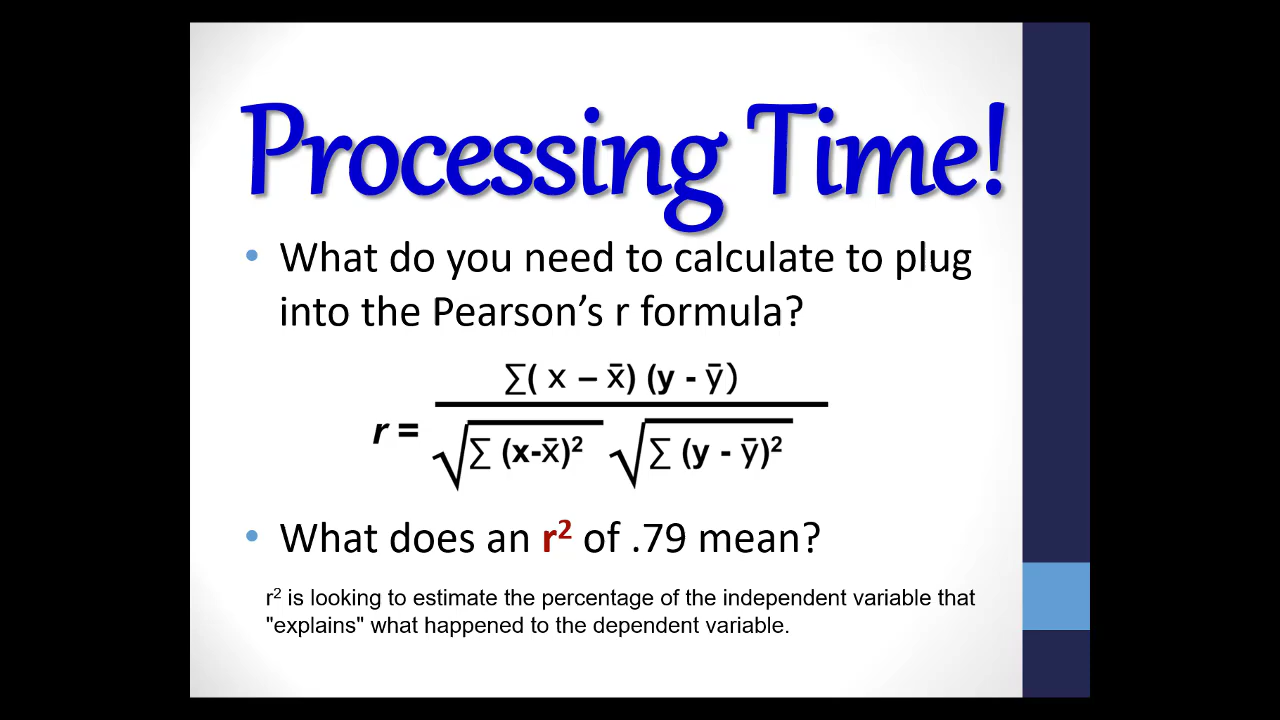 Processing Time!
• What do you need to calculate to plug
into the Pearson’s r formula?
∑( x – x̄) (y - ȳ)
r =
√∑ (x-x̄)² √∑ (y - ȳ)²
• What does an r² of .79 mean?
r² is looking to estimate the percentage of the independent variable that
"explains" what happened to the dependent variable.